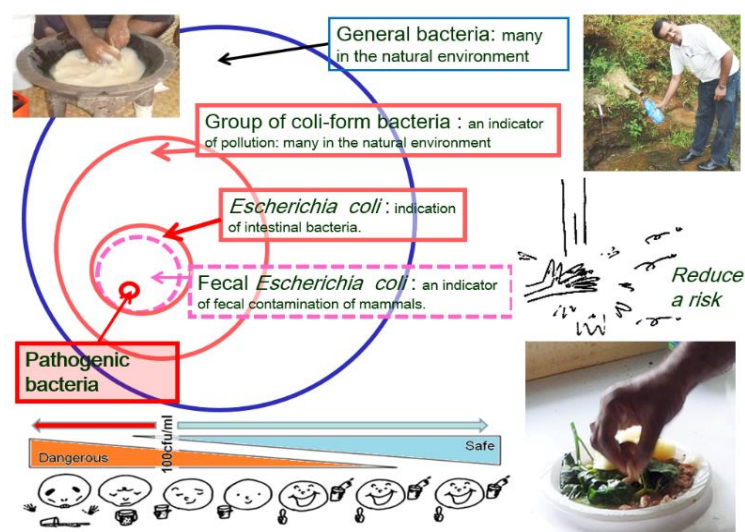 General bacteria: many
in the natural environment
Group of coli-form bacteria : an indicator
of pollution: many in the natural environment
Escherichia coli : indication
of intestinal bacteria.
Fecal Escherichia coli : an indicator
of fecal contamination of mammals.
Reduce
a risk
Pathogenic
bacteria
100cfu/ml
Safe
Dangerous